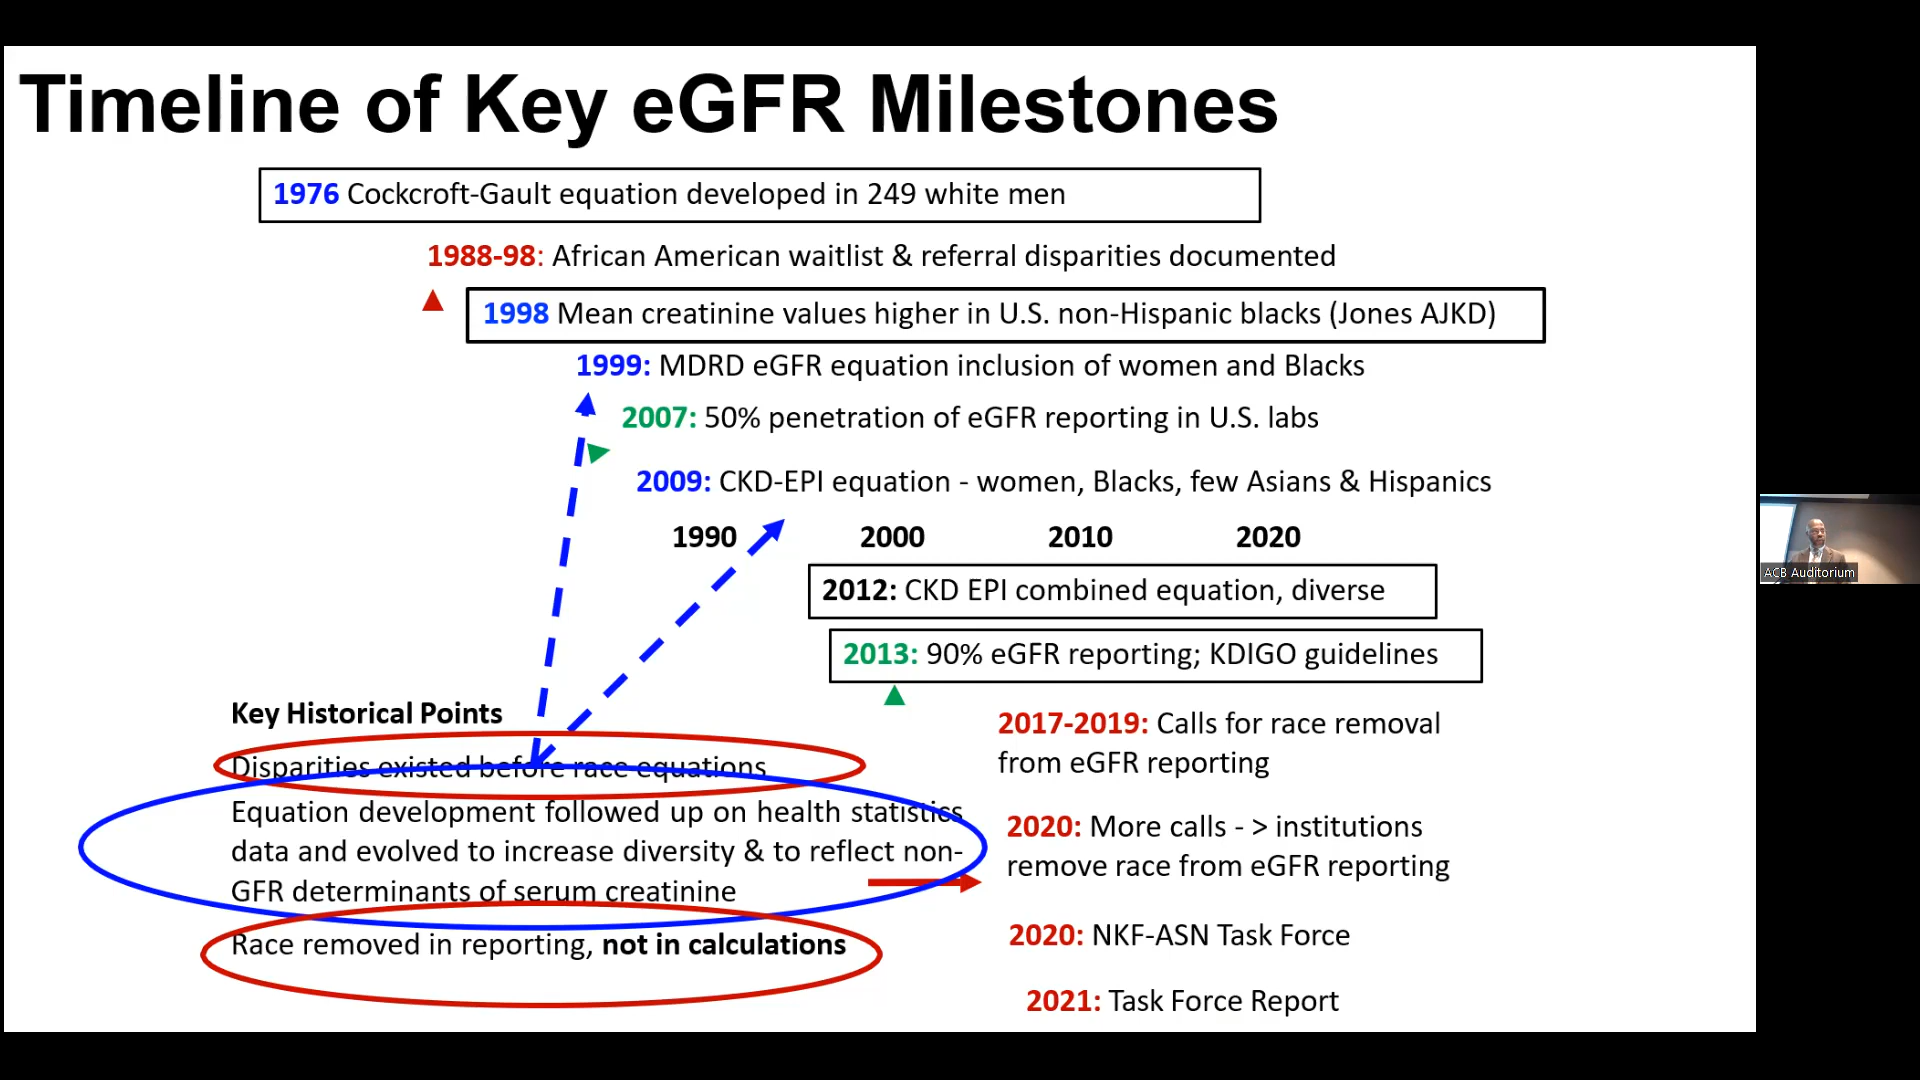 Timeline of Key eGFR Milestones
1976 Cockcroft-Gault equation developed in 249 white men
1988-98: African American waitlist & referral disparities documented
1998 Mean creatinine values higher in U.S. non-Hispanic blacks (Jones AJKD)
1999: MDRD eGFR equation inclusion of women and Blacks
2007: 50% penetration of eGFR reporting in U.S. labs
2009: CKD-EPI equation - women, Blacks, few Asians & Hispanics
1990 2000 2010 2020
2012: CKD EPI combined equation, diverse
2013: 90% eGFR reporting; KDIGO guidelines
Key Historical Points
Disparities existed before race equations
Equation development followed up on health statistics
data and evolved to increase diversity & to reflect non-
GFR determinants of serum creatinine
Race removed in reporting, not in calculations
2017-2019: Calls for race removal
from eGFR reporting
2020: More calls - > institutions
remove race from eGFR reporting
2020: NKF-ASN Task Force
2021: Task Force Report
ACB Auditorium